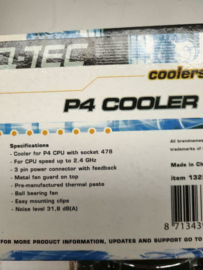 coolers
P4 COOLER
Specifications
- Cooler for P4 CPU with socket 478
- For CPU speed up to 2,4 GHz
- 3 pin power connector with feedback
- Metal fan guard on top
- Pre-manufactured thermal paste
- Ball bearing fan
- Easy mounting clips
- Noise level 31,8 dB(A)
All brandnames
trademarks of
Made in Ch
item 132
8 713439
FOR MORE PRODUCT INFORMATION, UPDATES AND SUPPORT GO TO